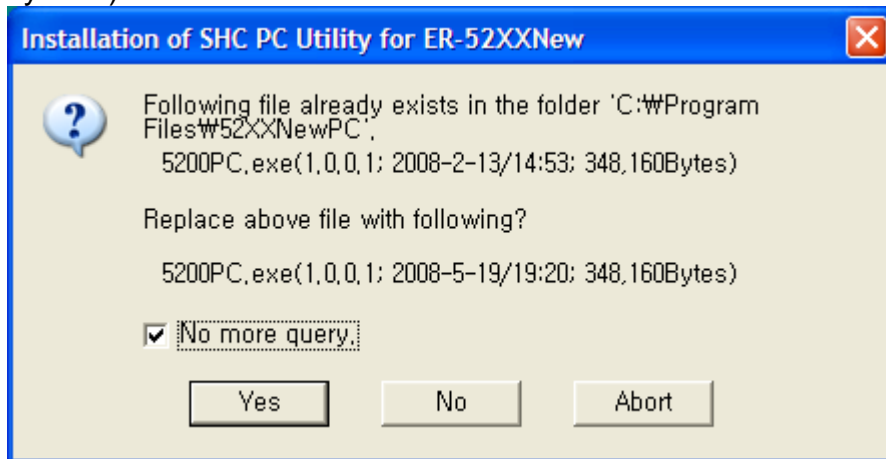 Installation of SHC PC Utility for ER-52XXNew
Following file already exists in the folder 'C:₩Program
Files₩52XXNewPC',
5200PC,exe(1,0,0,1; 2008-2-13/14:53; 348,160Bytes)
Replace above file with following?
5200PC,exe(1,0,0,1; 2008-5-19/19:20; 348,160Bytes)
No more query,
Yes
No
Abort